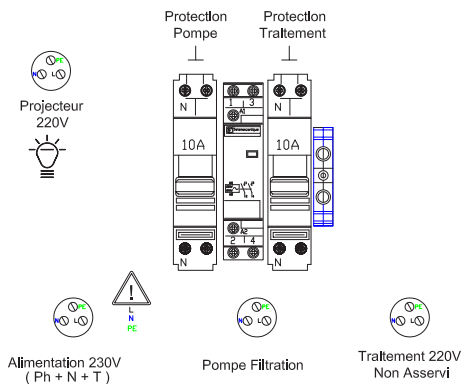 Protection
Pompe
Protection
Traitement
PE
N L
Projecteur
220V
N
1 3
A1
N
10A
10A
A2
2 4
N
N
L
N
PE
PE
N L
PE
N L
PE
N L
Alimentation 230V
( Ph + N + T )
Pompe Filtration
Traitement 220V
Non Asservi